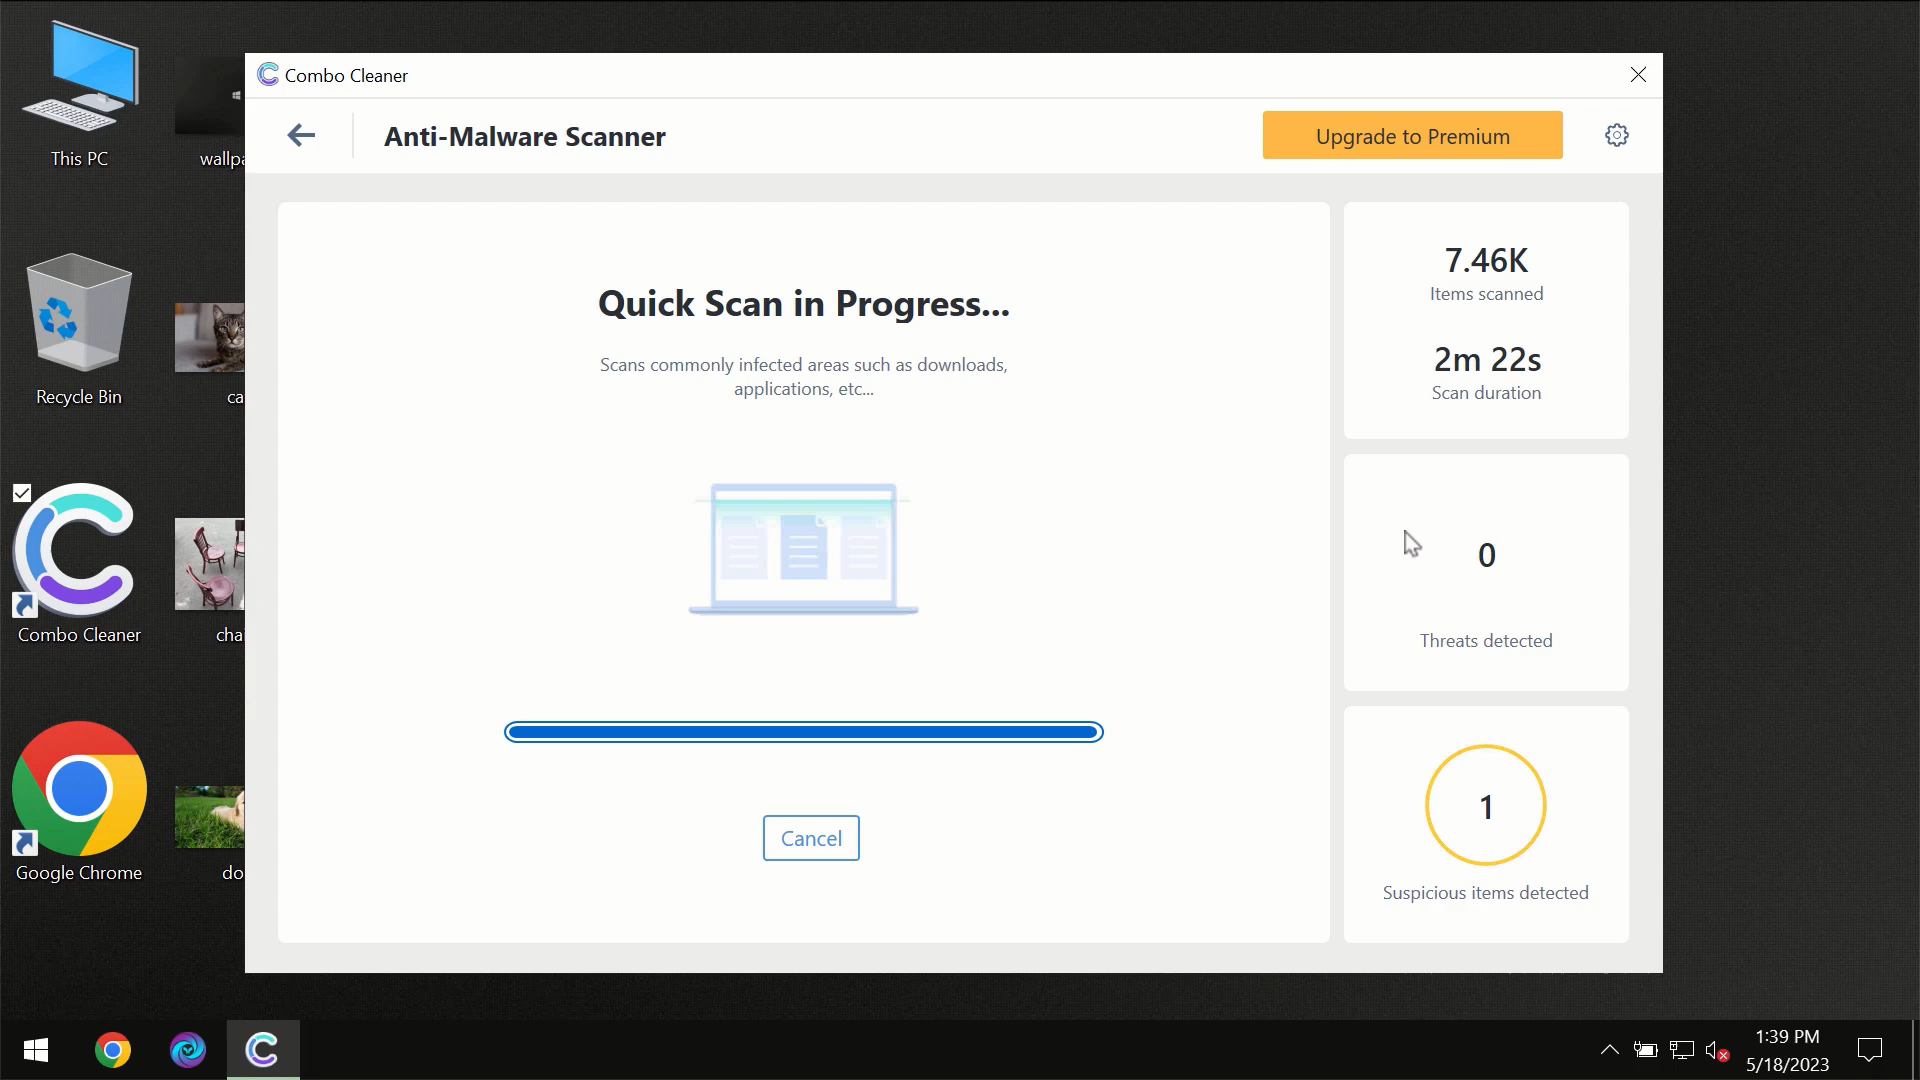 This PC
wallpa
Recycle Bin
ca
Combo Cleaner
chai
Google Chrome
do
Combo Cleaner
Anti-Malware Scanner
Upgrade to Premium
Quick Scan in Progress...
Scans commonly infected areas such as downloads,
applications, etc...
Cancel
7.46K
Items scanned
2m 22s
Scan duration
0
Threats detected
1
Suspicious items detected
1:39 PM
5/18/2023